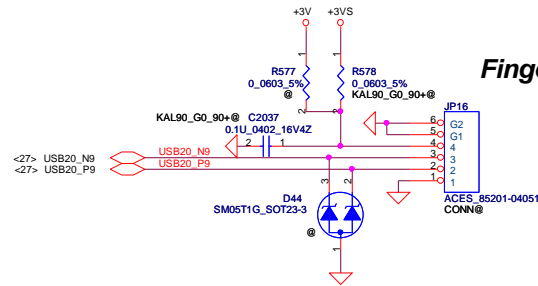 +3V +3VS
1 1
R577 R578
0_0603_5% 0_0603_5%
@ KAL90_G0_90+@
2 2
Finge
JP16
KAL90_G0_90+@ C2037
0.1U_0402_16V4Z
2 1
6 G2
5 G1
4 4
3 3
2 2
1 1
<27> USB20_N9 USB20_N9
<27> USB20_P9 USB20_P9
ACES_85201-04051
CONN@
3 2
D44
SM05T1G_SOT23-3
@
1